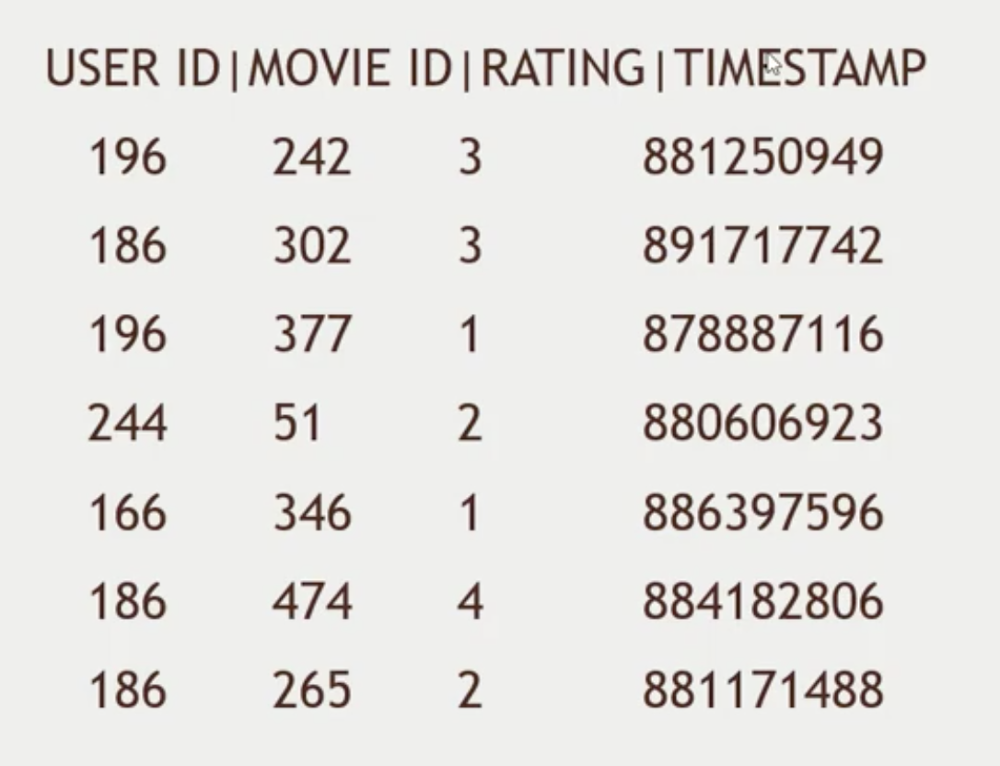 USER ID|MOVIE ID|RATING|TIMESTAMP
196 242 3 881250949
186 302 3 891717742
196 377 1 878887116
244 51 2 880606923
166 346 1 886397596
186 474 4 884182806
186 265 2 881171488